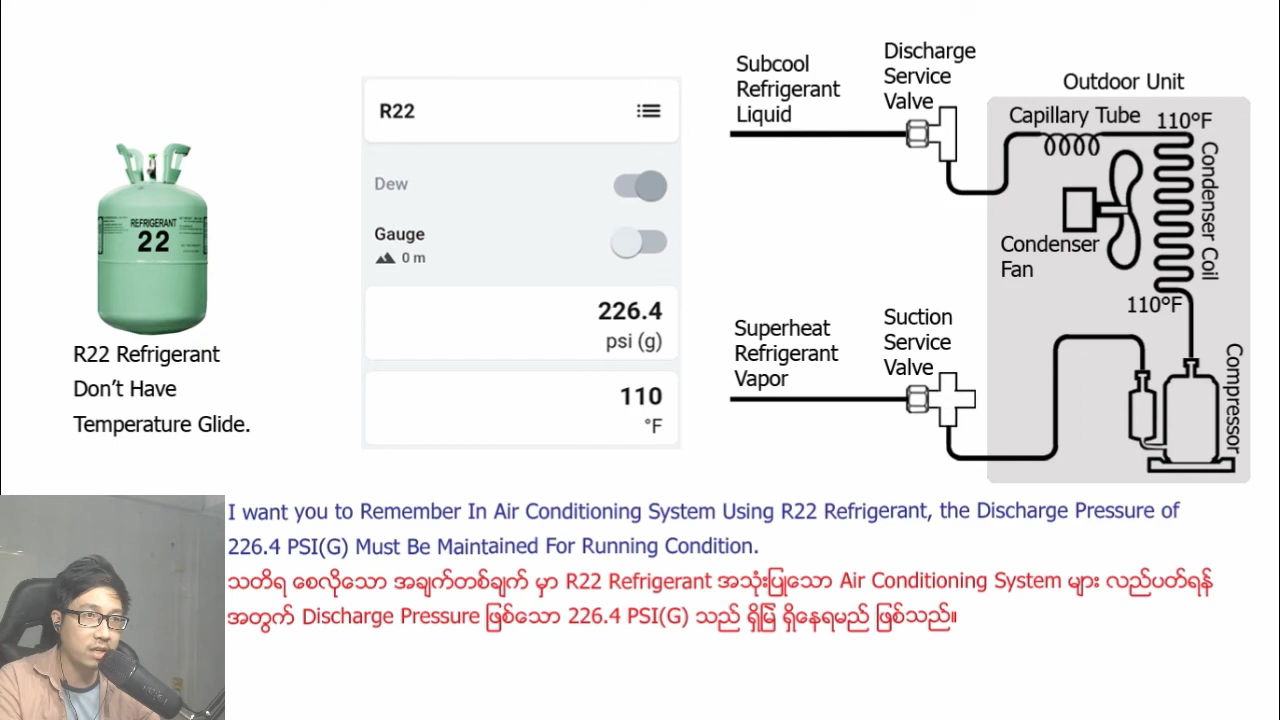 REFRIGERANT
22
R22 Refrigerant
Don't Have
Temperature Glide.
R22
Dew
Gauge
0 m
226.4
psi (g)
110
°F
Subcool
Refrigerant
Liquid
Discharge
Service
Valve
Outdoor Unit
Capillary Tube
110°F
Condenser Coil
Condenser
Fan
110°F
Superheat
Refrigerant
Vapor
Suction
Service
Valve
Compressor
I want you to Remember In Air Conditioning System Using R22 Refrigerant, the Discharge Pressure of
226.4 PSI(G) Must Be Maintained For Running Condition.
သတိရ စေလိုသော အချက်တစ်ချက် မှာ R22 Refrigerant အသုံးပြုသော Air Conditioning System များ လည်ပတ်ရန်
အတွက် Discharge Pressure ဖြစ်သော 226.4 PSI(G) သည် ရှိမြဲ ရှိနေရမည် ဖြစ်သည်။